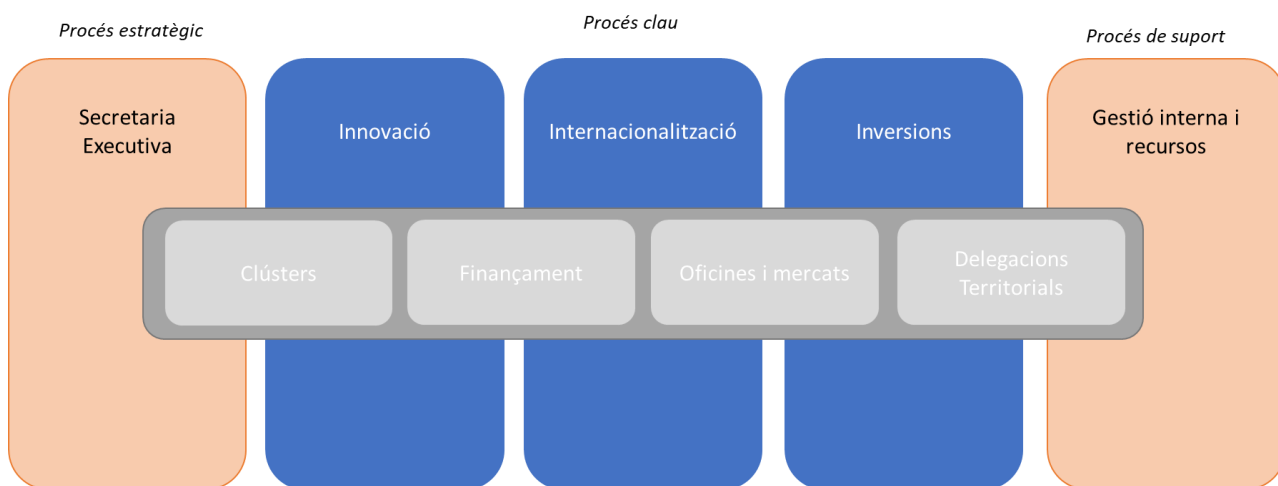 Procés estratègic
Procés clau
Procés de suport
Secretaria
Executiva
Innovació
Internacionalització
Inversions
Gestió interna i
recursos
Clústers
Finançament
Oficines i mercats
Delegacions
Territorials